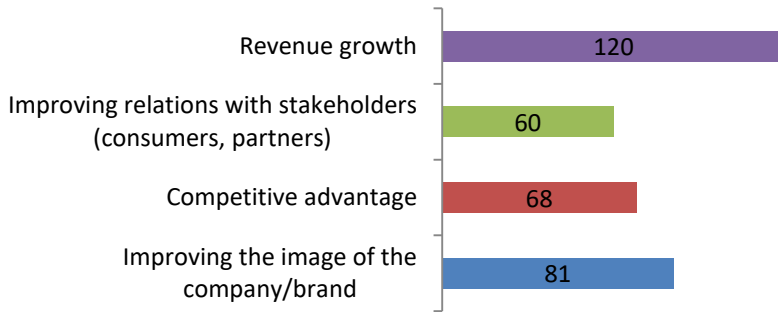 Revenue growth
120
Improving relations with stakeholders
(consumers, partners)
60
Competitive advantage
68
Improving the image of the
company/brand
81